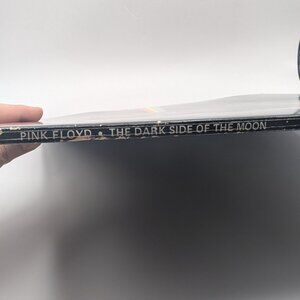 PINK FLOYD • THE DARK SIDE OF THE MOON